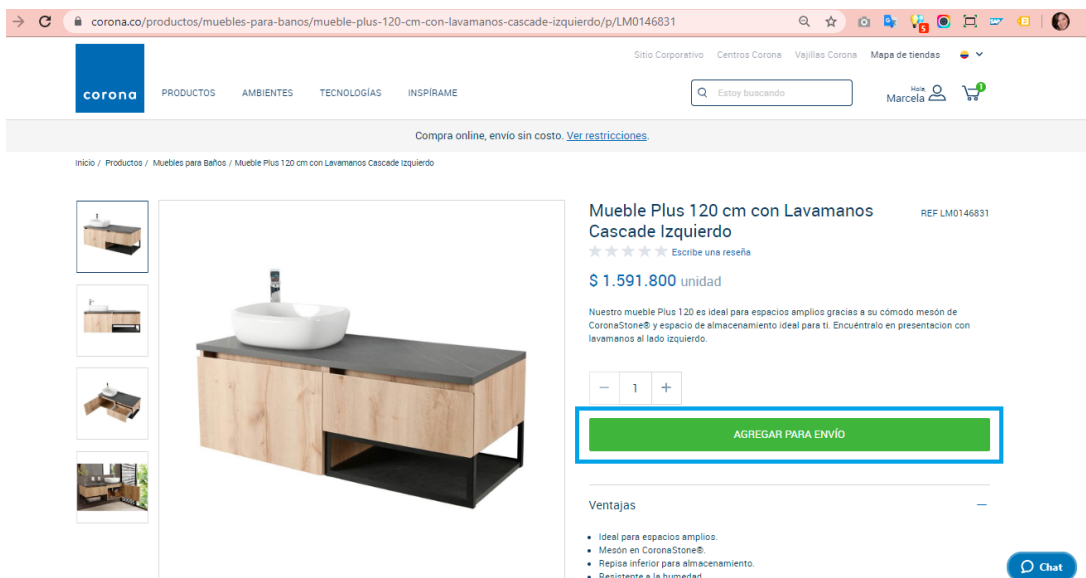 corona.co/productos/muebles-para-banos/mueble-plus-120-cm-con-lavamanos-cascade-izquierdo/p/LM0146831
5
Sitio Corporativo Centros Corona Vajillas Corona Mapa de tiendas
corona
PRODUCTOS AMBIENTES TECNOLOGÍAS INSPÍRAME
Estoy buscando
Hola,
Marcela
1
Compra online, envío sin costo. Ver restricciones.
Inicio / Productos / Muebles para Baños / Mueble Plus 120 cm con Lavamanos Cascade Izquierdo
Mueble Plus 120 cm con Lavamanos
Cascade Izquierdo
REF LM0146831
Escribe una reseña
$ 1.591.800 unidad
Nuestro mueble Plus 120 es ideal para espacios amplios gracias a su cómodo mesón de
CoronaStone® y espacio de almacenamiento ideal para ti. Encuéntralo en presentacion con
lavamanos al lado izquierdo.
− 1 +
AGREGAR PARA ENVÍO
Ventajas −
• Ideal para espacios amplios.
• Mesón en CoronaStone®.
• Repisa inferior para almacenamiento.
• Resistente a la humedad.
Chat